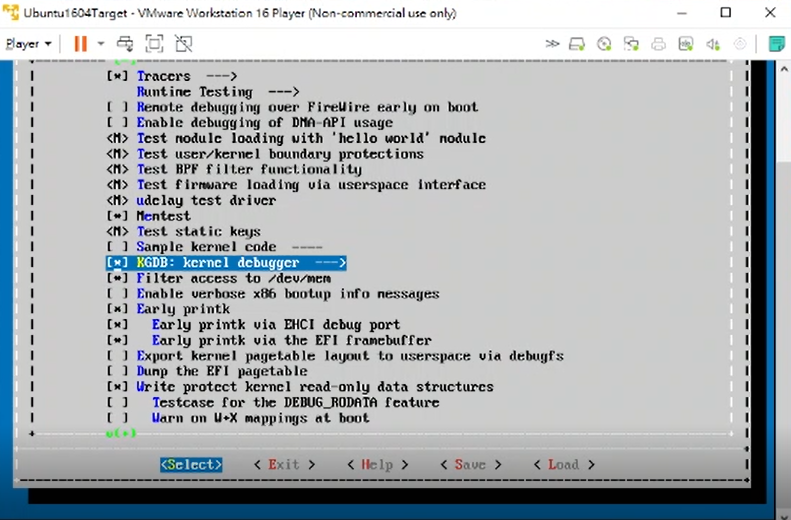 Ubuntu1604Target - VMware Workstation 16 Player (Non-commercial use only)
Player
[*] Tracers --->
Runtime Testing --->
[ ] Remote debugging over FireWire early on boot
[ ] Enable debugging of DMA-API usage
<M> Test module loading with 'hello world' module
<M> Test user/kernel boundary protections
<M> Test BPF filter functionality
<M> Test firmware loading via userspace interface
<M> udelay test driver
[*] Memtest
<M> Test static keys
[ ] Sample kernel code ----
[*] KGDB: kernel debugger --->
[*] Filter access to /dev/mem
[ ] Enable verbose x86 bootup info messages
[*] Early printk
[*] Early printk via EHCI debug port
[*] Early printk via the EFI framebuffer
[ ] Export kernel pagetable layout to userspace via debugfs
[ ] Dump the EFI pagetable
[*] Write protect kernel read-only data structures
[ ] Testcase for the DEBUG_RODATA feature
[ ] Warn on W+X mappings at boot
v(+)
<Select> < Exit > < Help > < Save > < Load >